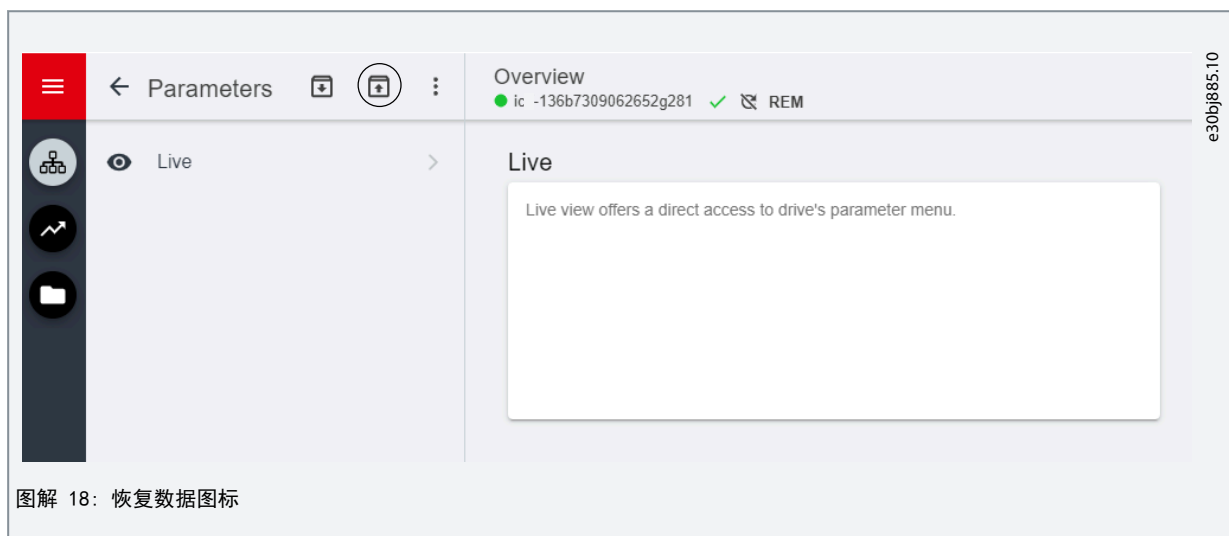 Parameters
Overview
ic -136b7309062652g281 REM
Live
Live
Live view offers a direct access to drive's parameter menu.
e30bj885.10
图解 18: 恢复数据图标